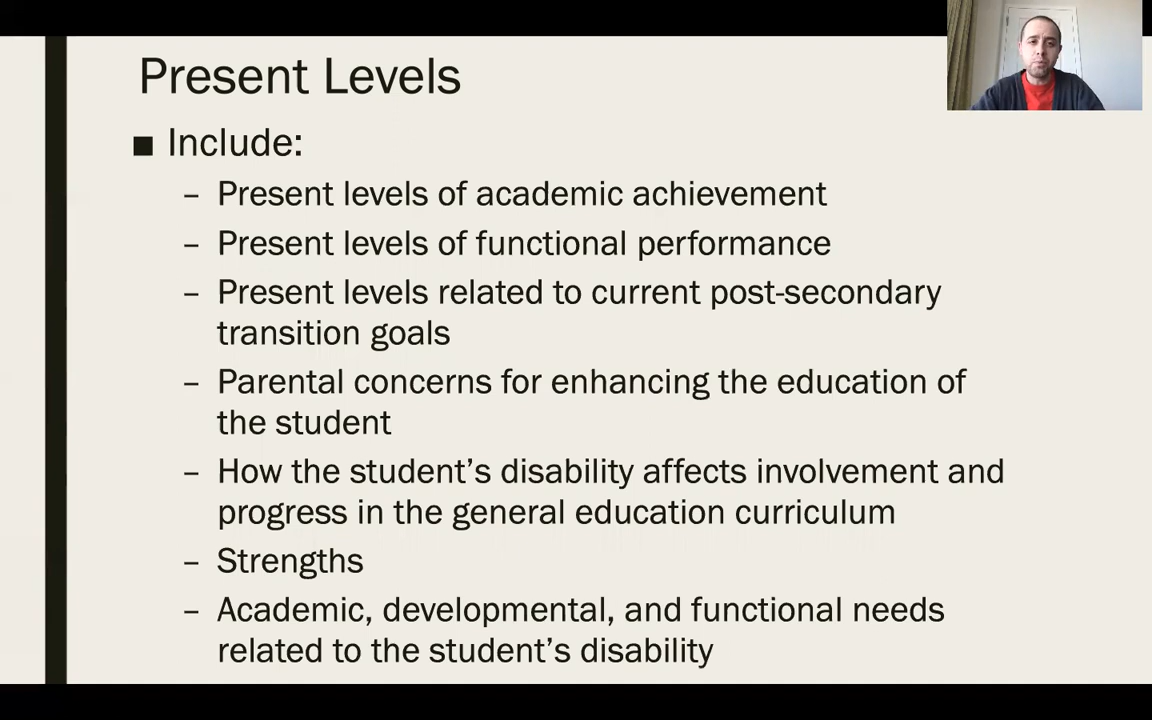 Present Levels
■ Include:
– Present levels of academic achievement
– Present levels of functional performance
– Present levels related to current post-secondary
transition goals
– Parental concerns for enhancing the education of
the student
– How the student’s disability affects involvement and
progress in the general education curriculum
– Strengths
– Academic, developmental, and functional needs
related to the student’s disability